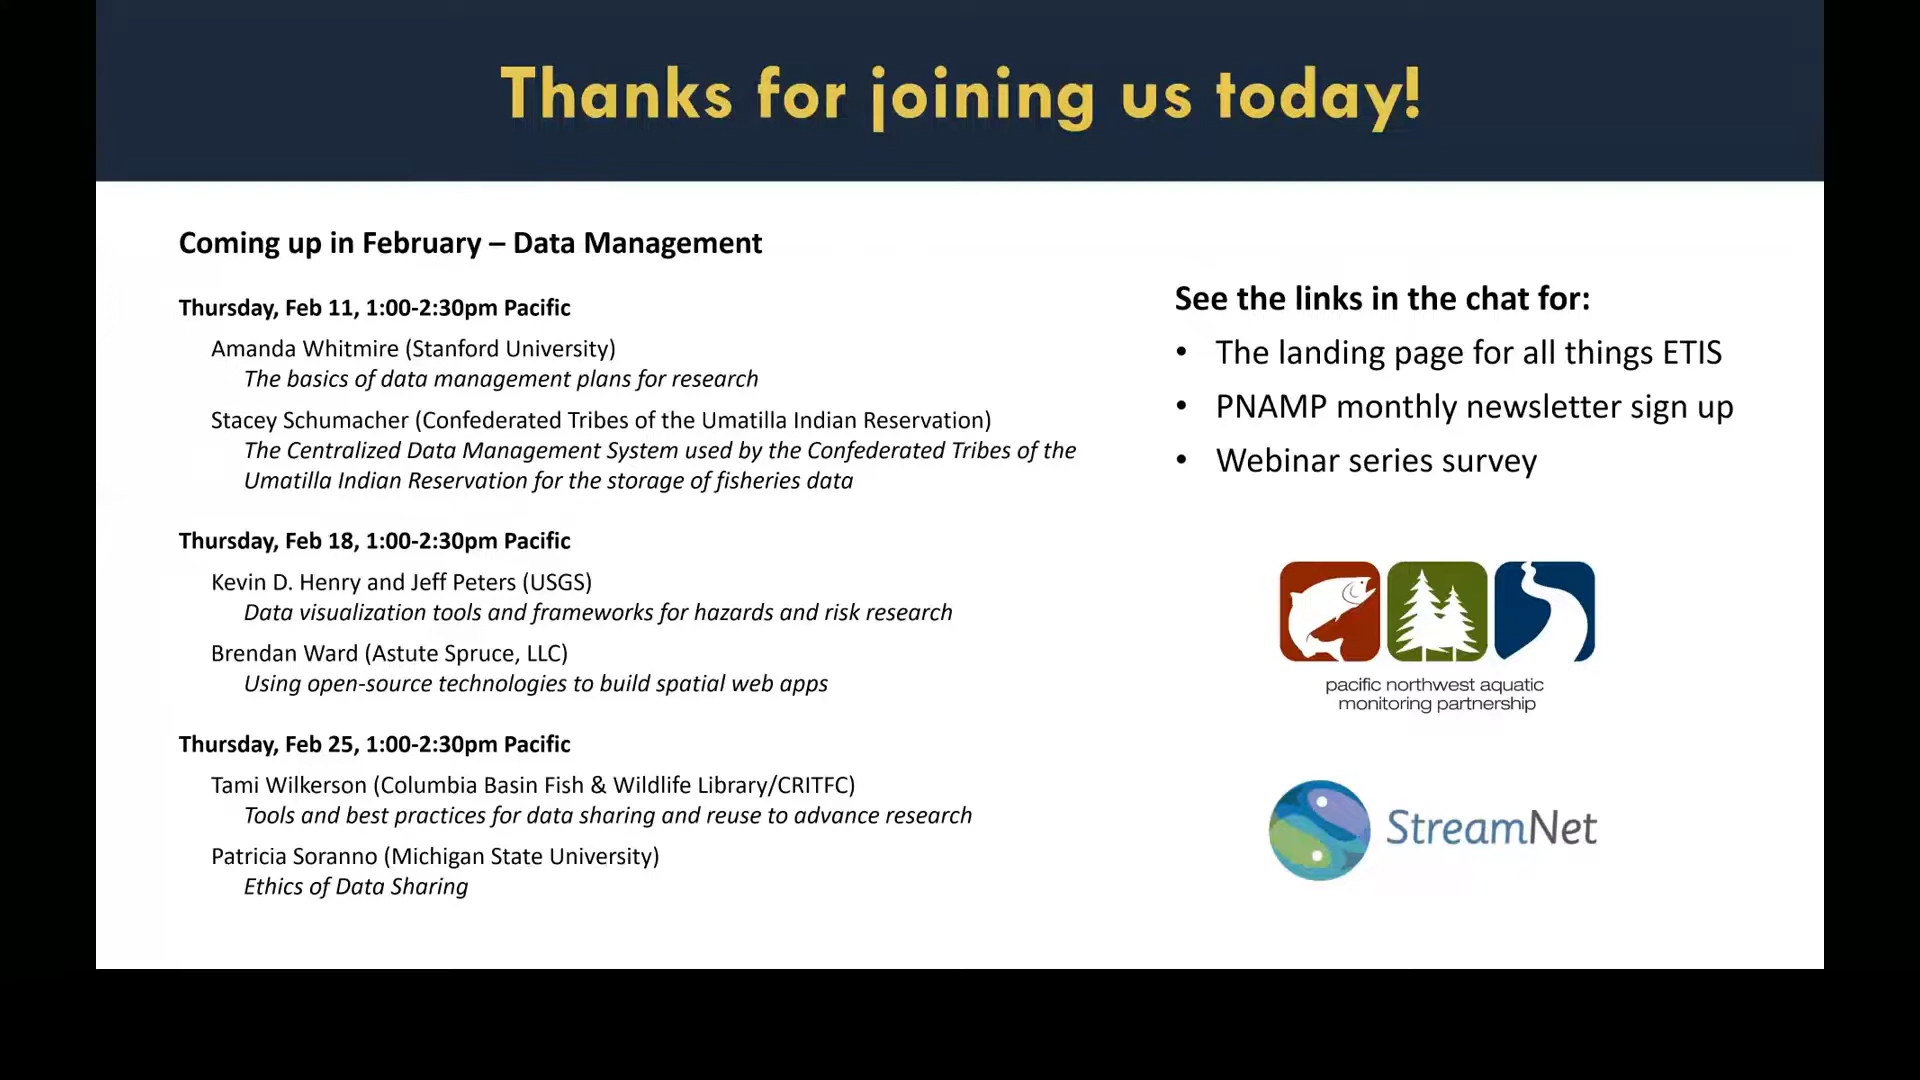 Thanks for joining us today!
Coming up in February – Data Management
Thursday, Feb 11, 1:00-2:30pm Pacific
Amanda Whitmire (Stanford University)
The basics of data management plans for research
Stacey Schumacher (Confederated Tribes of the Umatilla Indian Reservation)
The Centralized Data Management System used by the Confederated Tribes of the
Umatilla Indian Reservation for the storage of fisheries data
Thursday, Feb 18, 1:00-2:30pm Pacific
Kevin D. Henry and Jeff Peters (USGS)
Data visualization tools and frameworks for hazards and risk research
Brendan Ward (Astute Spruce, LLC)
Using open-source technologies to build spatial web apps
Thursday, Feb 25, 1:00-2:30pm Pacific
Tami Wilkerson (Columbia Basin Fish & Wildlife Library/CRITFC)
Tools and best practices for data sharing and reuse to advance research
Patricia Soranno (Michigan State University)
Ethics of Data Sharing
See the links in the chat for:
• The landing page for all things ETIS
• PNAMP monthly newsletter sign up
• Webinar series survey
pacific northwest aquatic
monitoring partnership
StreamNet